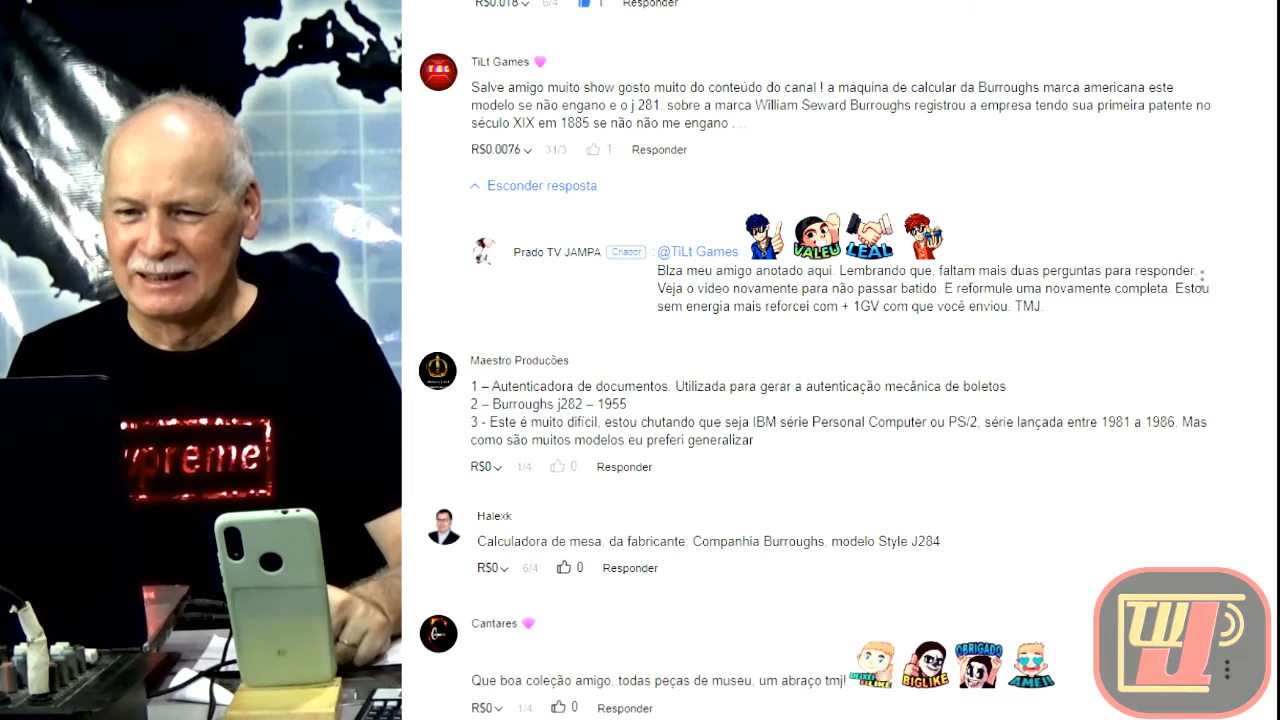 R$0.018 6/4 1 Responder
TiLt Games
Salve amigo muito show gosto muito do conteúdo do canal ! a máquina de calcular da Burroughs marca americana este
modelo se não engano e o j 281, sobre a marca William Seward Burroughs registrou a empresa tendo sua primeira patente no
século XIX em 1885 se não não me engano ....
R$0.0076 31/3 1 Responder
Esconder resposta
VALEU LEAL
Prado TV JAMPA Criador : @TiLt Games
Blza meu amigo anotado aqui. Lembrando que, faltam mais duas perguntas para responder.
Veja o video novamente para não passar batido. E reformule uma novamente completa. Estou
sem energia mais reforcei com + 1GV com que você enviou. TMJ.
Maestro Produções
1 – Autenticadora de documentos. Utilizada para gerar a autenticação mecânica de boletos
2 – Burroughs j282 – 1955
3 - Este é muito difícil, estou chutando que seja IBM série Personal Computer ou PS/2, série lançada entre 1981 a 1986. Mas
como são muitos modelos eu preferi generalizar
R$0 1/4 0 Responder
Halexk
Calculadora de mesa, da fabricante: Companhia Burroughs, modelo Style J284
R$0 6/4 0 Responder
Cantares
Que boa coleção amigo, todas peças de museu, um abraço tmj! DEIXEI LIKE BIGLIKE OBRIGADO AMEII
R$0 1/4 0 Responder
upreme
TVJ